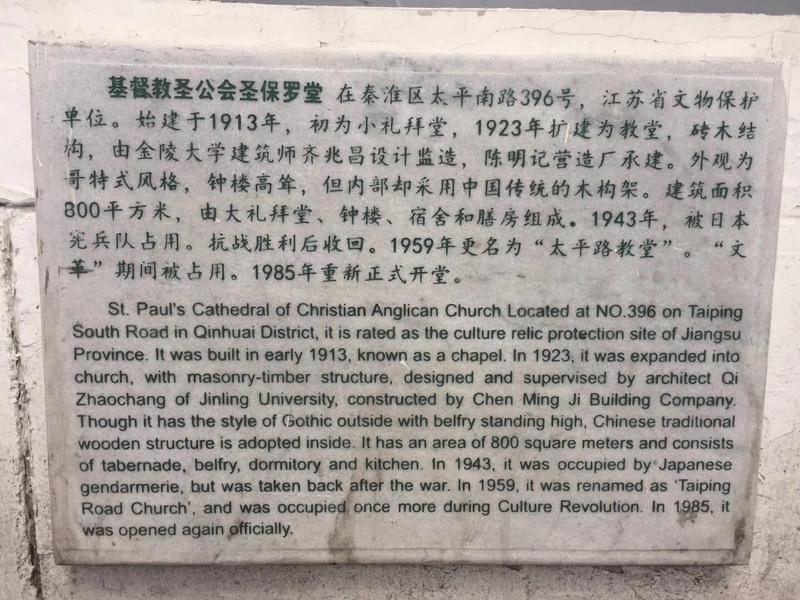 基督教圣公会圣保罗堂 在秦淮区太平南路396号，江苏省文物保护
单位。始建于1913年，初为小礼拜堂，1923年扩建为教堂，砖木结
构，由金陵大学建筑师齐兆昌设计监造，陈明记营造厂承建。外观为
哥特式风格，钟楼高耸，但内部却采用中国传统的木构架。建筑面积
800平方米，由大礼拜堂、钟楼、宿舍和膳房组成。1943年，被日本
宪兵队占用。抗战胜利后收回。1959年更名为“太平路教堂”。“文
革”期间被占用。1985年重新正式开堂。
St. Paul's Cathedral of Christian Anglican Church Located at NO.396 on Taiping
South Road in Qinhuai District, it is rated as the culture relic protection site of Jiangsu
Province. It was built in early 1913, known as a chapel. In 1923, it was expanded into
church, with masonry-timber structure, designed and supervised by architect Qi
Zhaochang of Jinling University, constructed by Chen Ming Ji Building Company.
Though it has the style of Gothic outside with belfry standing high, Chinese traditional
wooden structure is adopted inside. It has an area of 800 square meters and consists
of tabernade, belfry, dormitory and kitchen. In 1943, it was occupied by Japanese
gendarmerie, but was taken back after the war. In 1959, it was renamed as ‘Taiping
Road Church’, and was occupied once more during Culture Revolution. In 1985, it
was opened again officially.